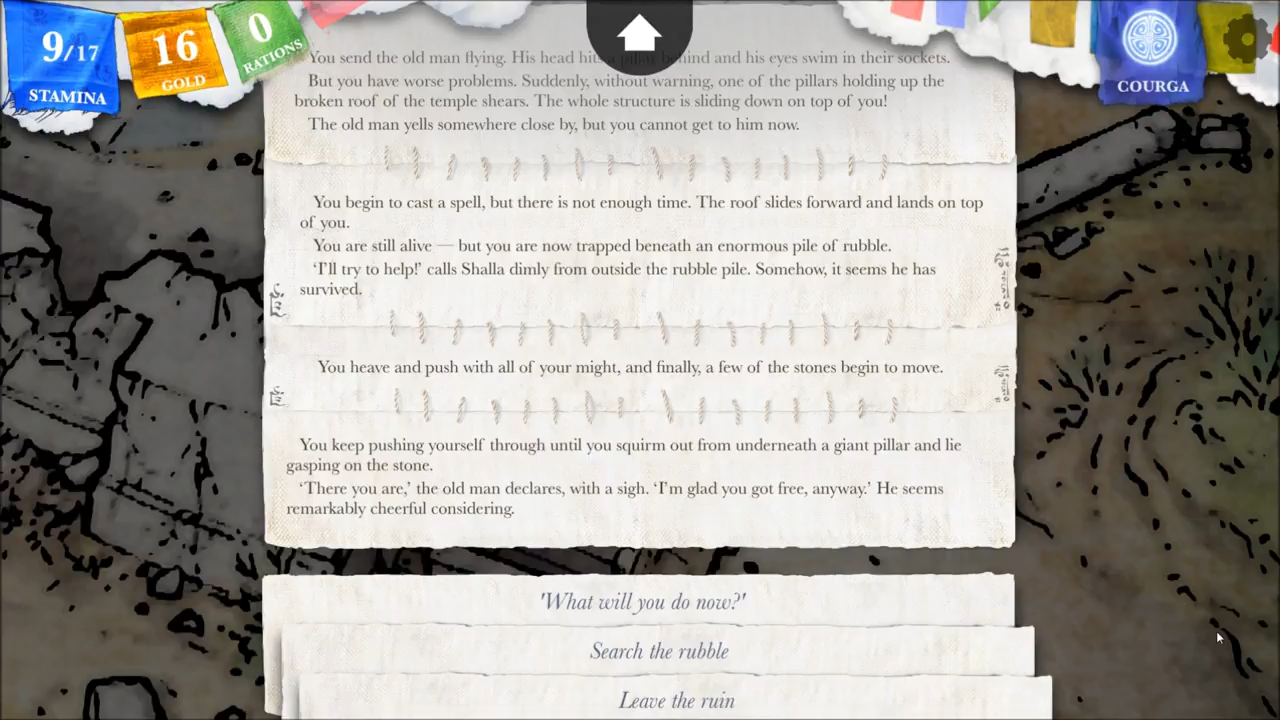 9/17
STAMINA
16
GOLD
0
RATIONS
COURGA
You send the old man flying. His head hits a pillar behind and his eyes swim in their sockets.
But you have worse problems. Suddenly, without warning, one of the pillars holding up the
broken roof of the temple shears. The whole structure is sliding down on top of you!
The old man yells somewhere close by, but you cannot get to him now.
You begin to cast a spell, but there is not enough time. The roof slides forward and lands on top
of you.
You are still alive — but you are now trapped beneath an enormous pile of rubble.
‘I'll try to help!’ calls Shalla dimly from outside the rubble pile. Somehow, it seems he has
survived.
You heave and push with all of your might, and finally, a few of the stones begin to move.
You keep pushing yourself through until you squirm out from underneath a giant pillar and lie
gasping on the stone.
‘There you are,’ the old man declares, with a sigh. ‘I'm glad you got free, anyway.’ He seems
remarkably cheerful considering.
'What will you do now?'
Search the rubble
Leave the ruin